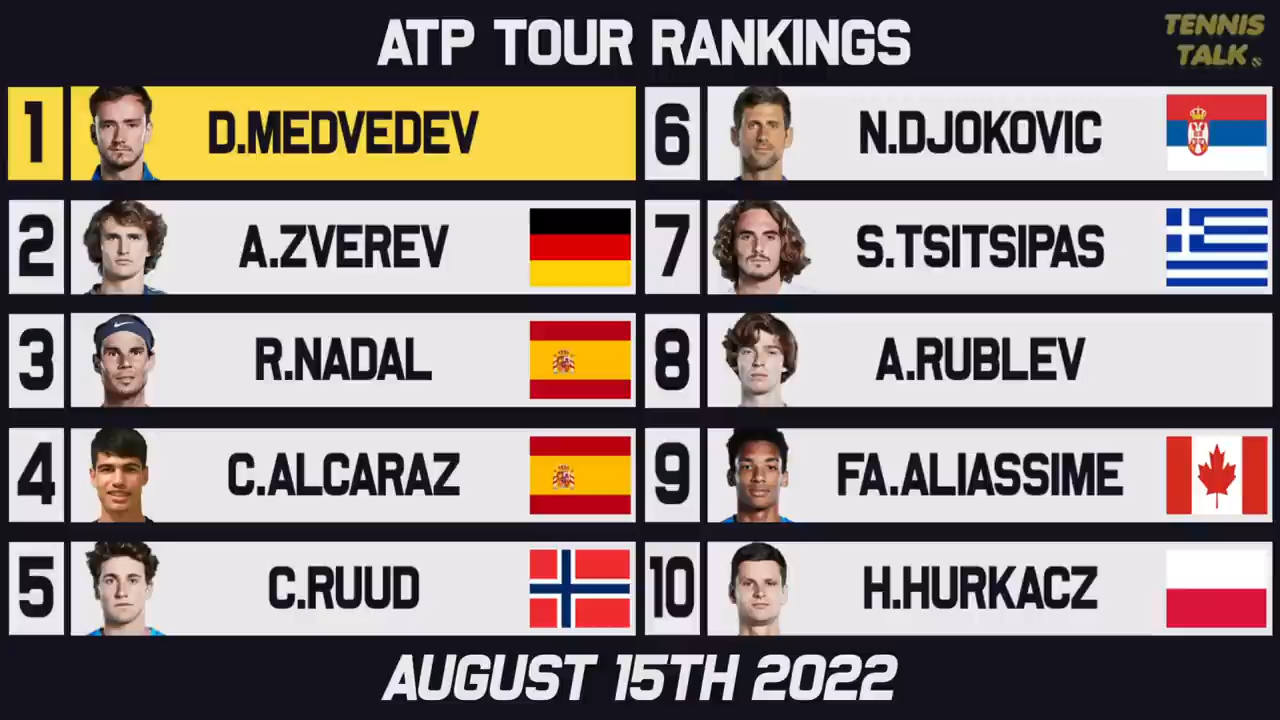 ATP TOUR RANKINGS
TENNIS
TALK
1 D.MEDVEDEV
2 A.ZVEREV
3 R.NADAL
4 C.ALCARAZ
5 C.RUUD
6 N.DJOKOVIC
7 S.TSITSIPAS
8 A.RUBLEV
9 FA.ALIASSIME
10 H.HURKACZ
AUGUST 15TH 2022